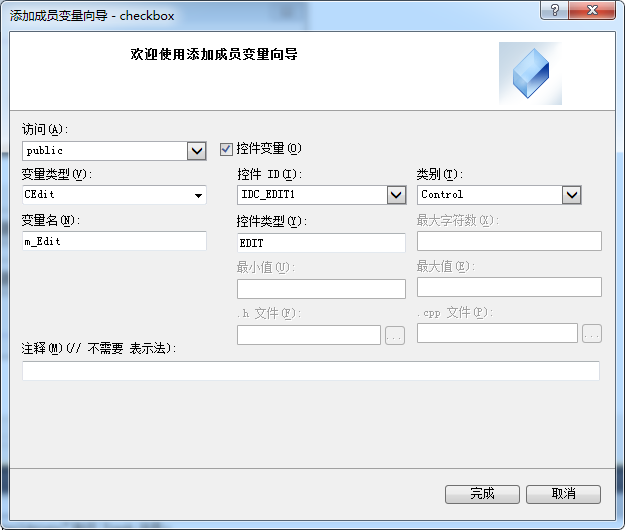 添加成员变量向导 - checkbox
欢迎使用添加成员变量向导
访问(A):
public
控件变量(O)
变量类型(V):
控件 ID(I):
类别(T):
CEdit
IDC_EDIT1
Control
变量名(N):
控件类型(Y):
最大字符数(X):
m_Edit
EDIT
最小值(U):
最大值(E):
.h 文件(F):
.cpp 文件(P):
...
...
注释(M)(// 不需要 表示法):
完成
取消